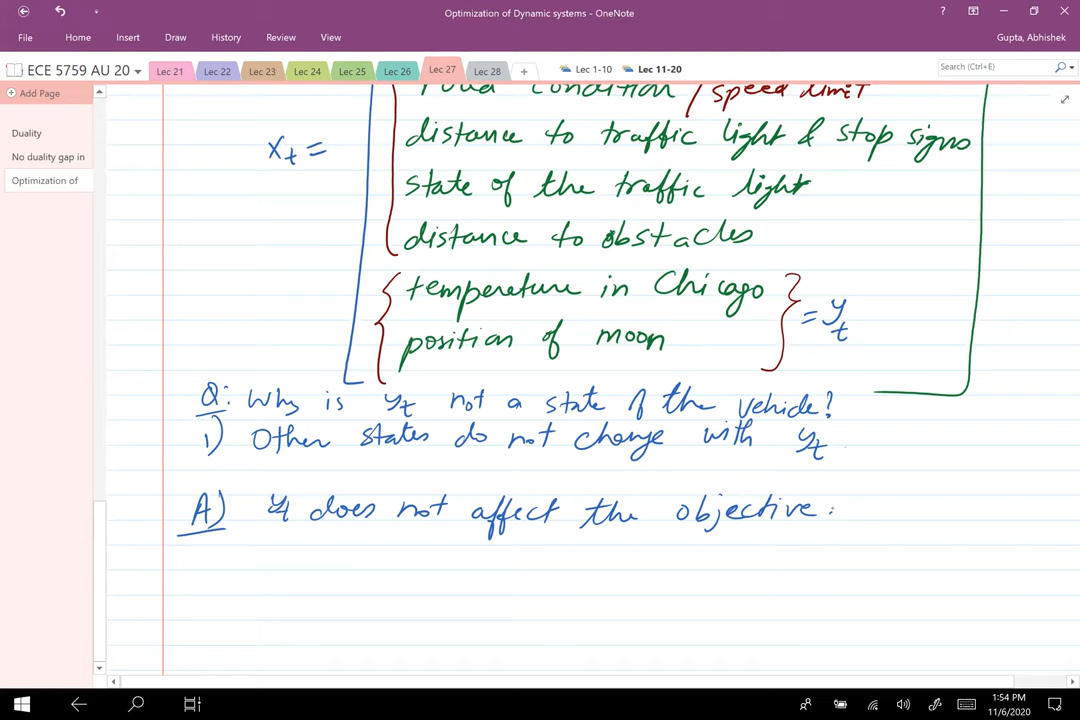 Optimization of Dynamic systems - OneNote
?
File Home Insert Draw History Review View Gupta, Abhishek
ECE 5759 AU 20 Lec 21 Lec 22 Lec 23 Lec 24 Lec 25 Lec 26 Lec 27 Lec 28 + Lec 1-10 Lec 11-20 Search (Ctrl+E)
Add Page
Duality
No duality gap in
Optimization of
road condition / speed limit
distance to traffic light & stop signs
x_t =
state of the traffic light
distance to obstacles
temperature in Chicago
= y_t
position of moon
Q: Why is y_t not a state of the vehicle?
1) Other states do not change with y_t
A) y_t does not affect the objective.
1:54 PM
11/6/2020